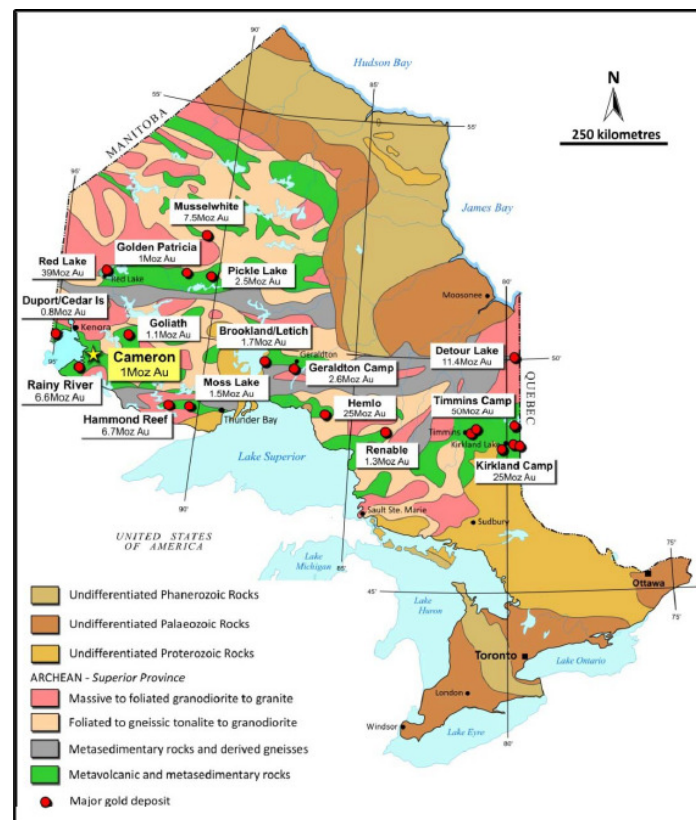 90°
Hudson Bay
85°
N
250 kilometres
MANITOBA
55°
55°
95°
James Bay
Musselwhite
7.5Moz Au
Golden Patricia
1Moz Au
Red Lake
39Moz Au
Red Lake
Pickle Lake
2.5Moz Au
80°
Moosonee
Duport/Cedar Is
0.8Moz Au
Kenora
Goliath
1.1Moz Au
Brookland/Letich
1.7Moz Au
Detour Lake
11.4Moz Au
50°
95°
Cameron
1Moz Au
Geraldton
Geraldton Camp
2.6Moz Au
QUEBEC
Rainy River
6.6Moz Au
Moss Lake
1.5Moz Au
Hemlo
25Moz Au
Timmins Camp
50Moz Au
Hammond Reef
6.7Moz Au
Thunder Bay
Timmins
Kirkland Lake
Renable
1.3Moz Au
Kirkland Camp
25Moz Au
Lake Superior
90°
Sault Ste. Marie
Sudbury
UNITED STATES
OF AMERICA
75°
Lake
Michigan
85°
Ottawa
Undifferentiated Phanerozoic Rocks
45°
Lake
Huron
75°
Undifferentiated Palaeozoic Rocks
Undifferentiated Proterozoic Rocks
Toronto
Lake Ontario
ARCHEAN - Superior Province
Massive to foliated granodiorite to granite
London
Foliated to gneissic tonalite to granodiorite
Windsor
Metasedimentary rocks and derived gneisses
Lake Eyre
80°
Metavolcanic and metasedimentary rocks
Major gold deposit